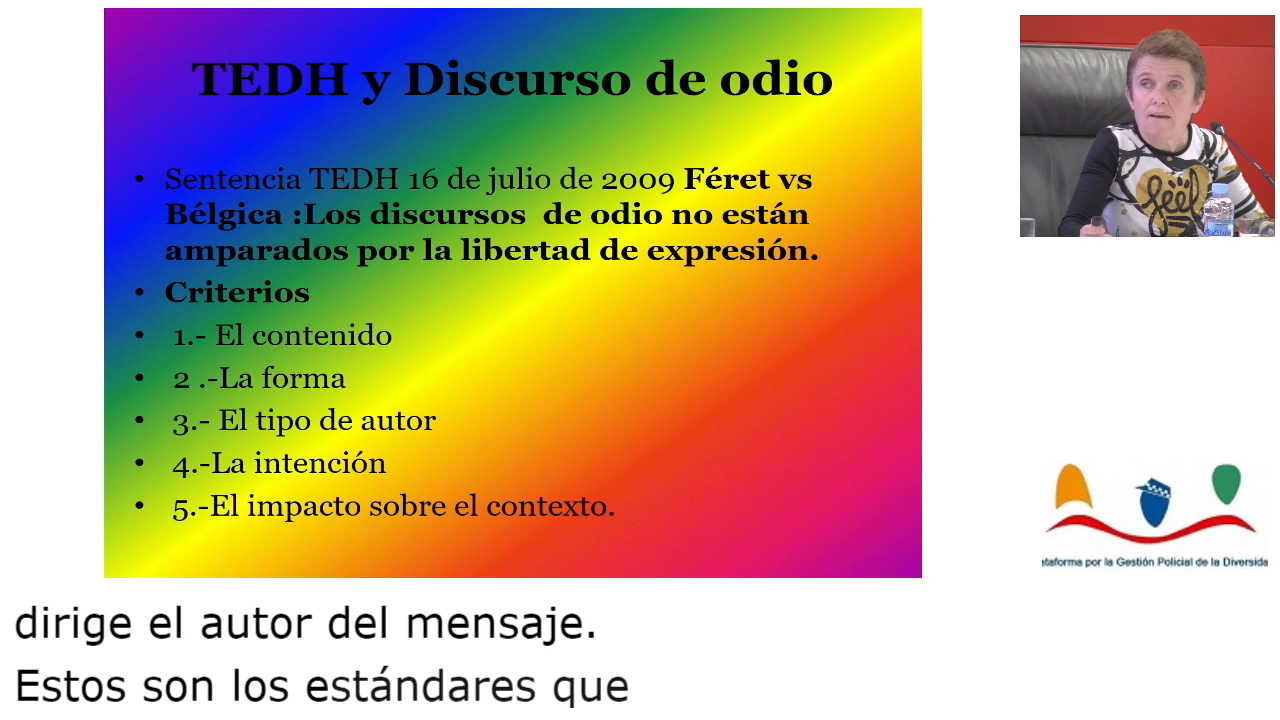 TEDH y Discurso de odio
• Sentencia TEDH 16 de julio de 2009 Féret vs
Bélgica :Los discursos de odio no están
amparados por la libertad de expresión.
• Criterios
• 1.- El contenido
• 2 .-La forma
• 3.- El tipo de autor
• 4.-La intención
• 5.-El impacto sobre el contexto.
feel
ataforma por la Gestión Policial de la Diversida
dirige el autor del mensaje.
Estos son los estándares que